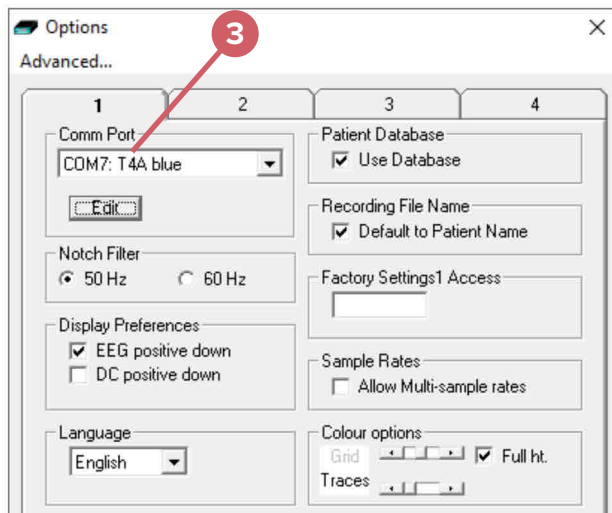 Options
3
Advanced...
1 2 3 4
Comm Port
COM7: T4A blue
Edit
Notch Filter
50 Hz 60 Hz
Display Preferences
EEG positive down
DC positive down
Language
English
Patient Database
Use Database
Recording File Name
Default to Patient Name
Factory Settings1 Access
Sample Rates
Allow Multi-sample rates
Colour options
Grid Full ht.
Traces